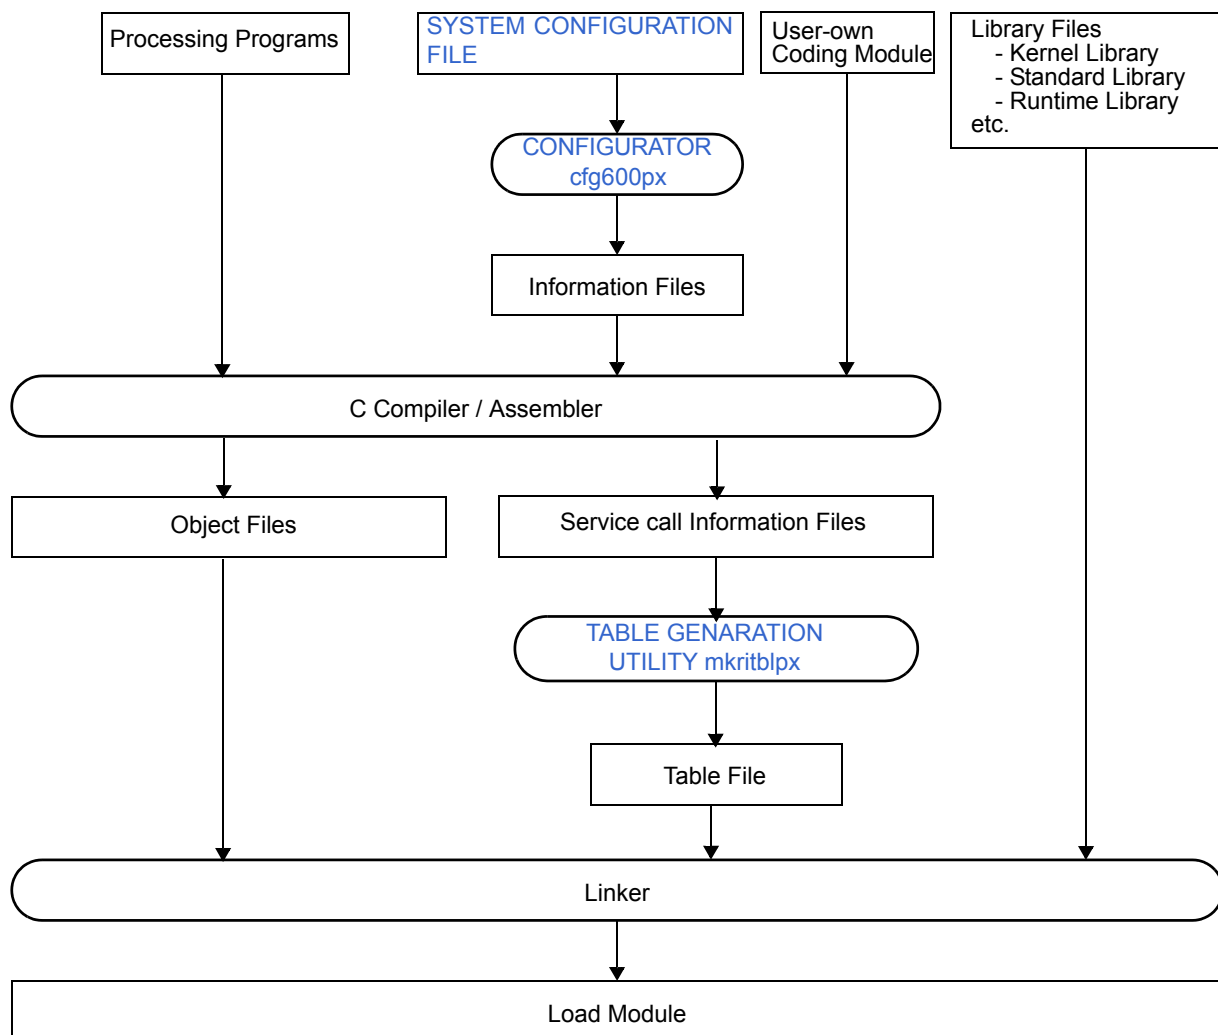 Processing Programs
SYSTEM CONFIGURATION
FILE
User-own
Coding Module
Library Files
- Kernel Library
- Standard Library
- Runtime Library
etc.
CONFIGURATOR
cfg600px
Information Files
C Compiler / Assembler
Object Files
Service call Information Files
TABLE GENARATION
UTILITY mkritblpx
Table File
Linker
Load Module